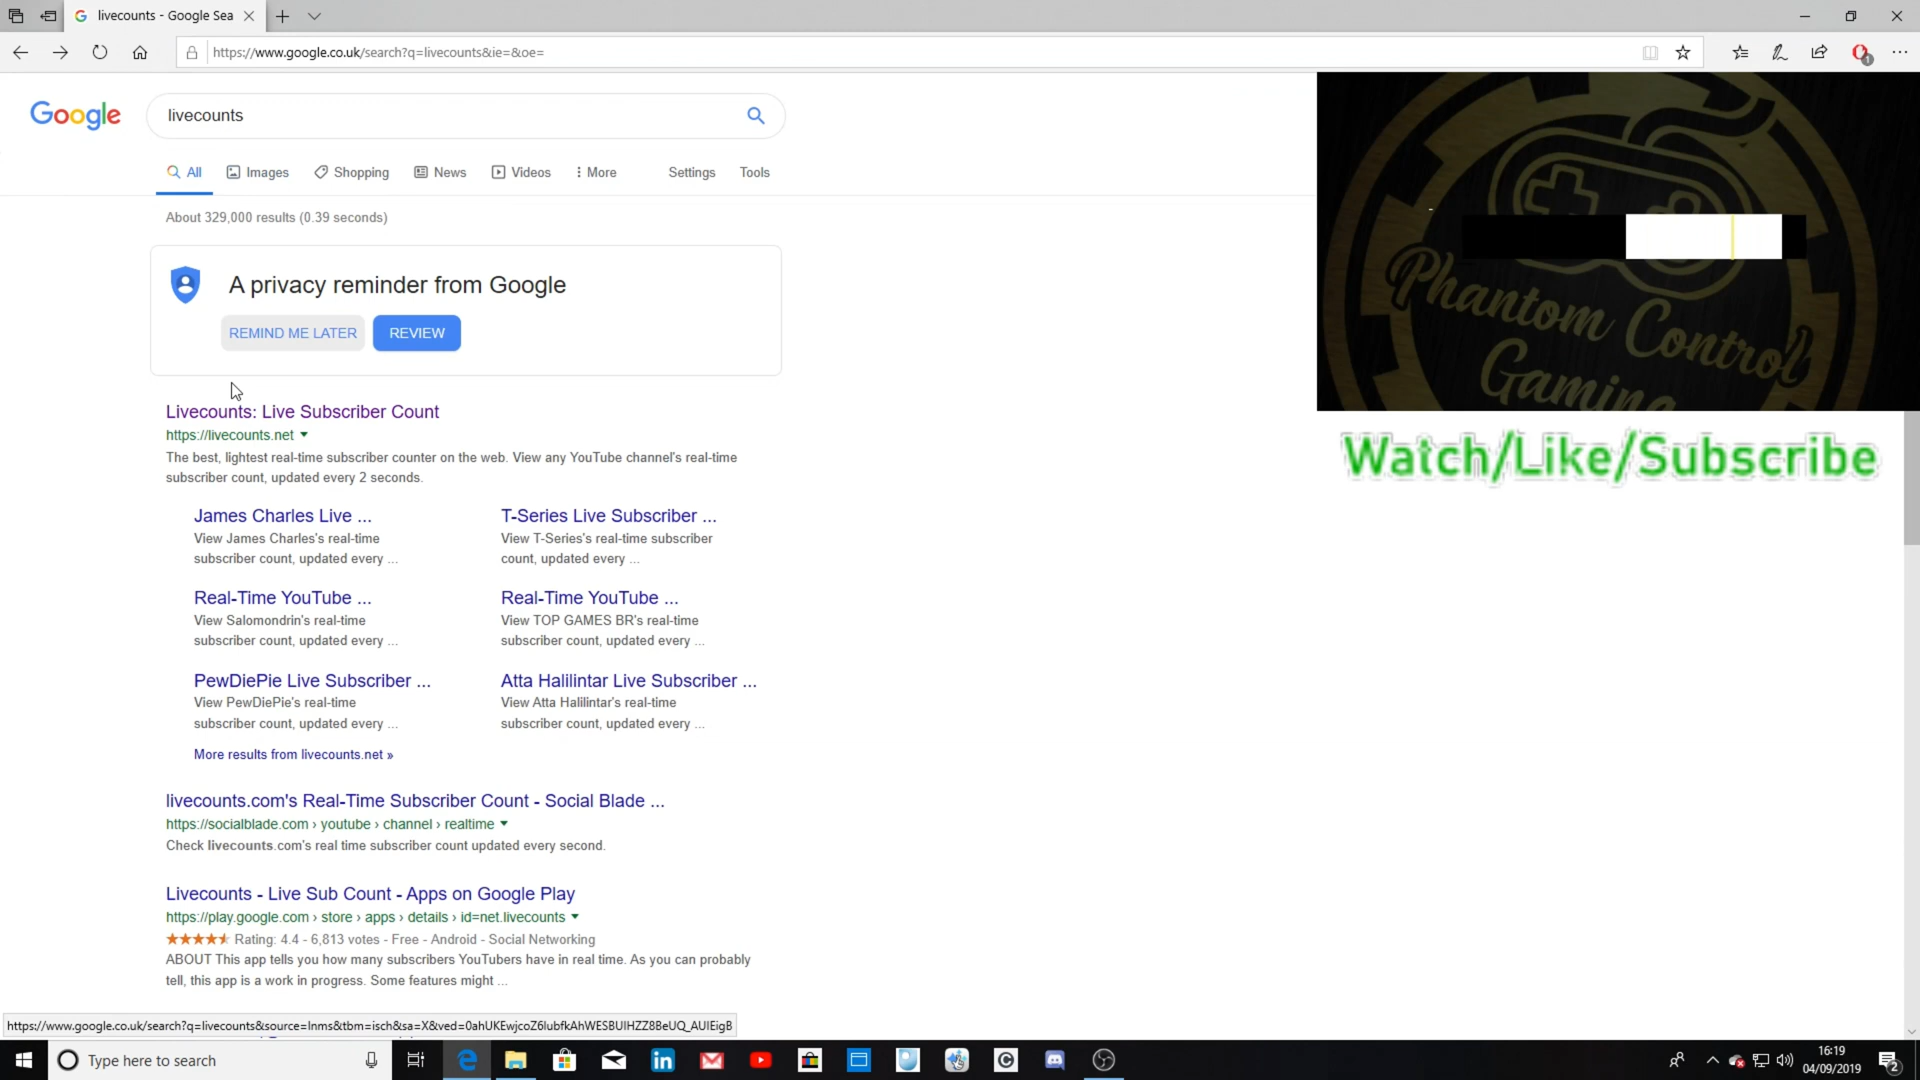 livecounts - Google Sea
https://www.google.co.uk/search?q=livecounts&ie=&oe=
1
Google
livecounts
All
Images
Shopping
News
Videos
More
Settings
Tools
About 329,000 results (0.39 seconds)
A privacy reminder from Google
REMIND ME LATER
REVIEW
Livecounts: Live Subscriber Count
https://livecounts.net
The best, lightest real-time subscriber counter on the web. View any YouTube channel's real-time
subscriber count, updated every 2 seconds.
James Charles Live ...
View James Charles's real-time
subscriber count, updated every ...
T-Series Live Subscriber ...
View T-Series's real-time subscriber
count, updated every ...
Real-Time YouTube ...
View Salomondrin's real-time
subscriber count, updated every ...
Real-Time YouTube ...
View TOP GAMES BR's real-time
subscriber count, updated every ...
PewDiePie Live Subscriber ...
View PewDiePie's real-time
subscriber count, updated every ...
Atta Halilintar Live Subscriber ...
View Atta Halilintar's real-time
subscriber count, updated every ...
More results from livecounts.net »
livecounts.com's Real-Time Subscriber Count - Social Blade ...
https://socialblade.com › youtube › channel › realtime
Check livecounts.com's real time subscriber count updated every second.
Livecounts - Live Sub Count - Apps on Google Play
https://play.google.com › store › apps › details › id=net.livecounts
Rating: 4.4 - 6,813 votes - Free - Android - Social Networking
ABOUT This app tells you how many subscribers YouTubers have in real time. As you can probably
tell, this app is a work in progress. Some features might ...
Phantom Control
Gaming
Watch/Like/Subscribe
Type here to search
16:19
04/09/2019
2